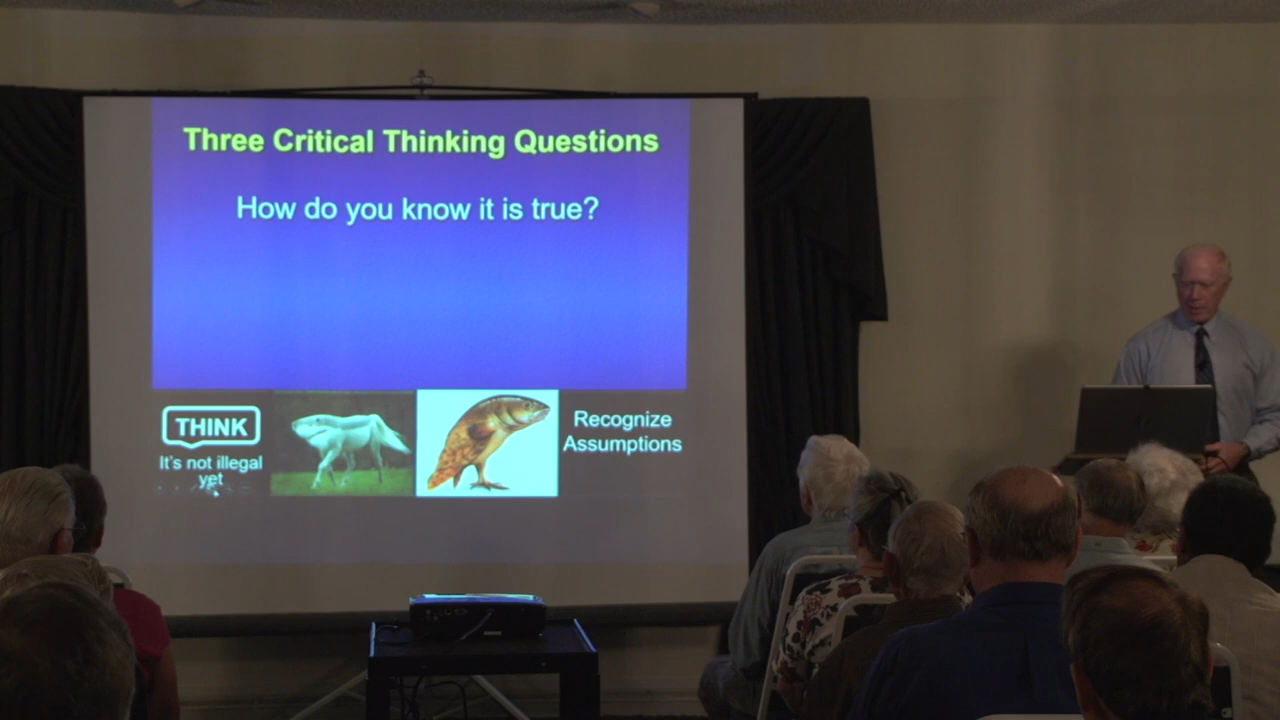 Three Critical Thinking Questions
How do you know it is true?
THINK
It's not illegal
yet
Recognize
Assumptions